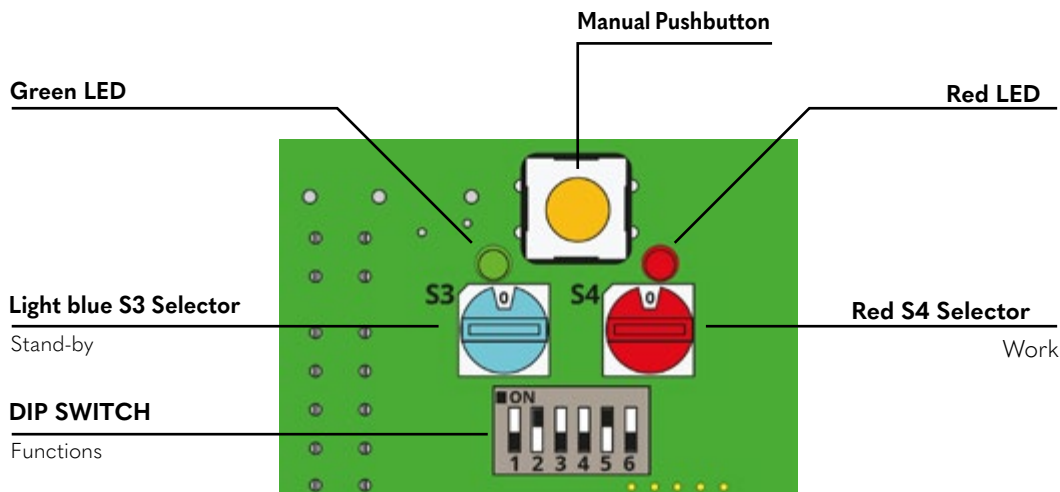 Manual Pushbutton
Green LED
Red LED
S3
0
S4
0
Light blue S3 Selector
Stand-by
Red S4 Selector
Work
ON
DIP SWITCH
Functions
1 2 3 4 5 6